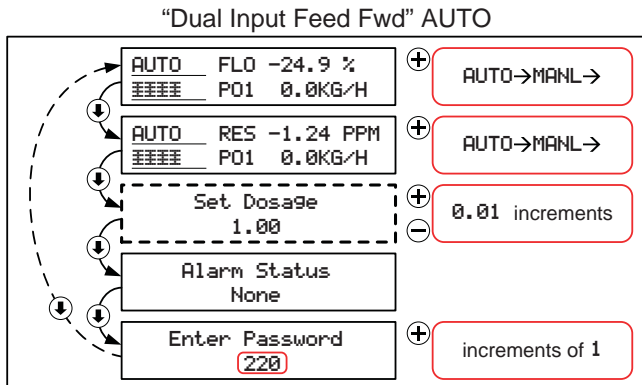 "Dual Input Feed Fwd" AUTO
AUTO FLO -24.9 %
PO1 0.0KG/H
AUTO→MANL→
AUTO RES -1.24 PPM
PO1 0.0KG/H
AUTO→MANL→
Set Dosage
1.00
0.01 increments
Alarm Status
None
Enter Password
220
increments of 1